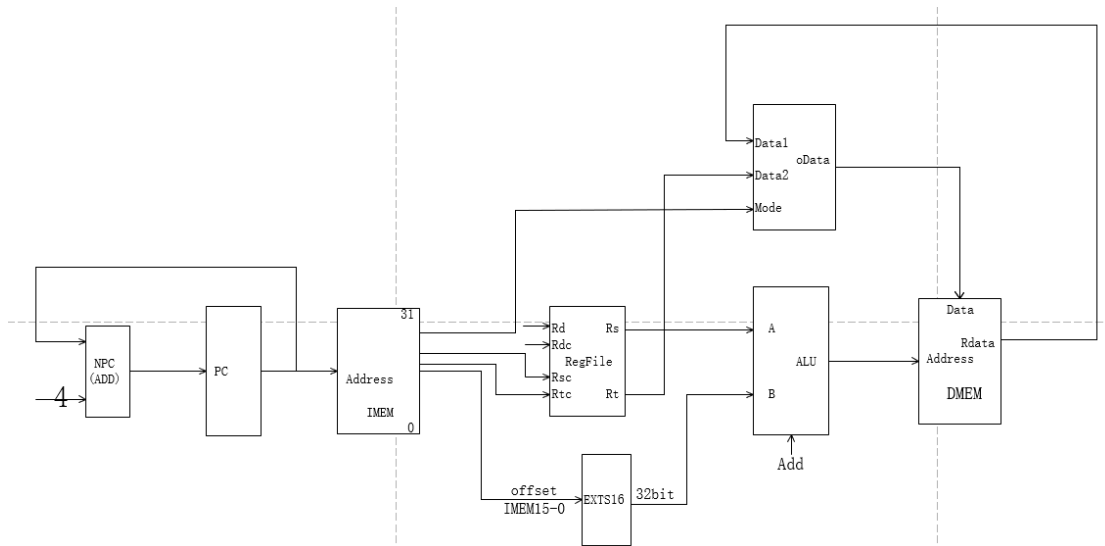 Data1
oData
Data2
Mode
NPC
(ADD)
4
PC
31
Address
IMEM
0
Rd
Rs
Rdc
RegFile
Rsc
Rtc
Rt
A
ALU
B
Add
Data
Rdata
Address
DMEM
offset
IMEM15-0
EXTS16
32bit